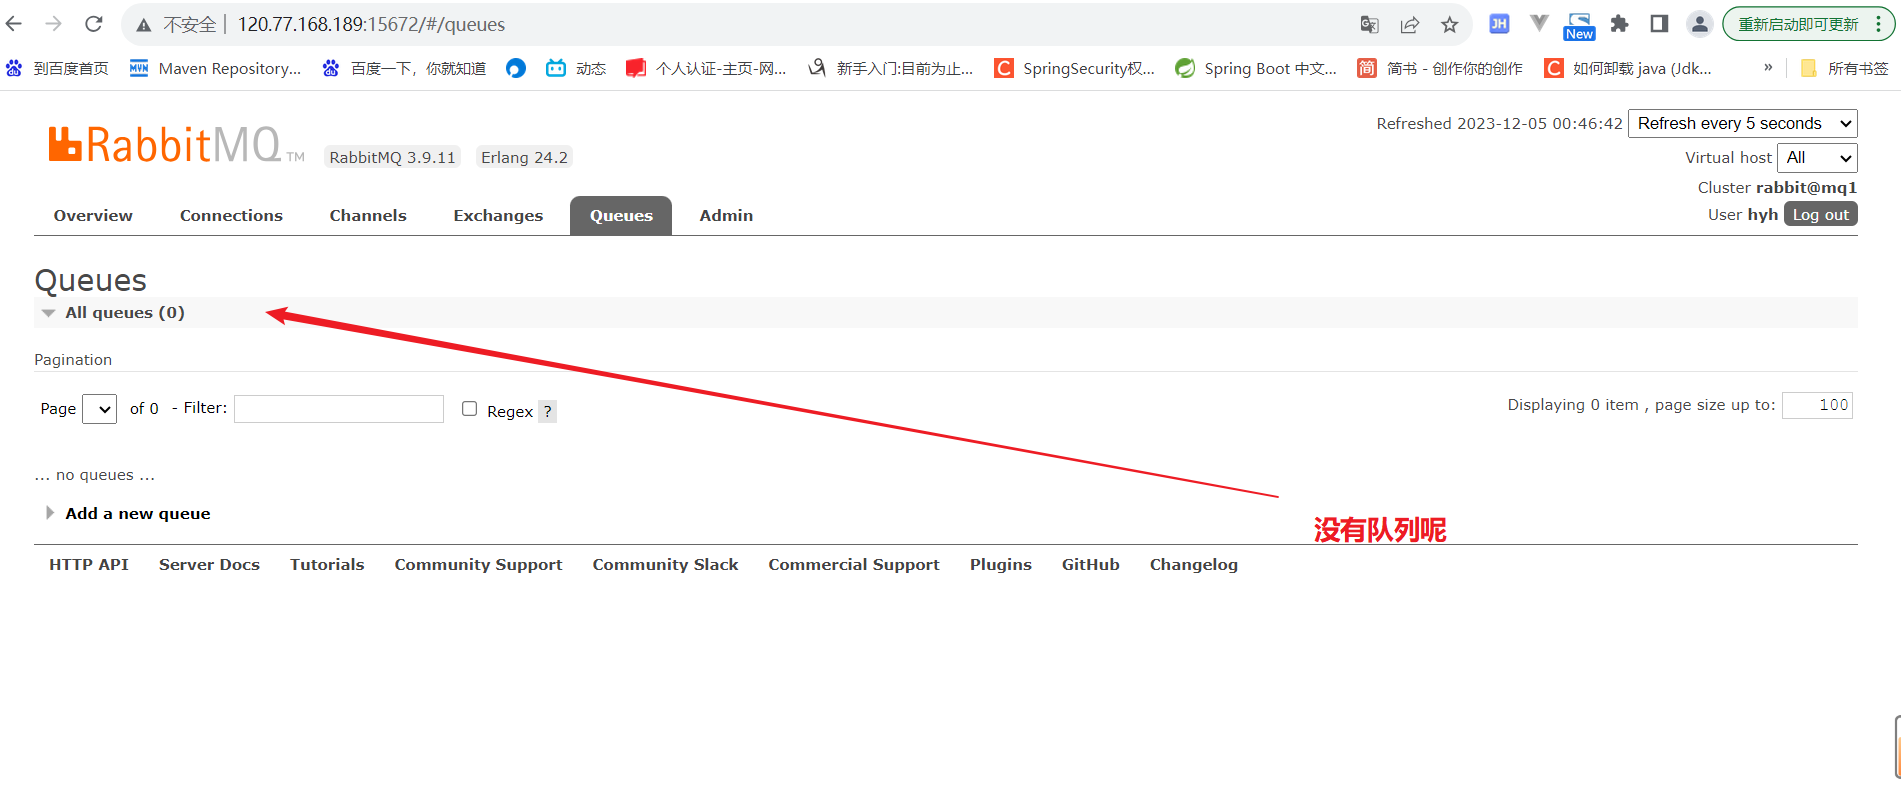 不安全 120.77.168.189:15672/#/queues JH New 重新启动即可更新
到百度首页 MVN Maven Repository... 百度一下，你就知道 动态 个人认证-主页-网... 新手入门:目前为止... C SpringSecurity权... Spring Boot 中文... 简 简书 - 创作你的创作 C 如何卸载 java (Jdk... » 所有书签
Refreshed 2023-12-05 00:46:42 Refresh every 5 seconds
RabbitMQ TM RabbitMQ 3.9.11 Erlang 24.2
Virtual host All
Cluster rabbit@mq1
User hyh Log out
Overview Connections Channels Exchanges Queues Admin
Queues
All queues (0)
Pagination
Page of 0 - Filter: Regex ? Displaying 0 item , page size up to: 100
... no queues ...
Add a new queue
没有队列呢
HTTP API Server Docs Tutorials Community Support Community Slack Commercial Support Plugins GitHub Changelog